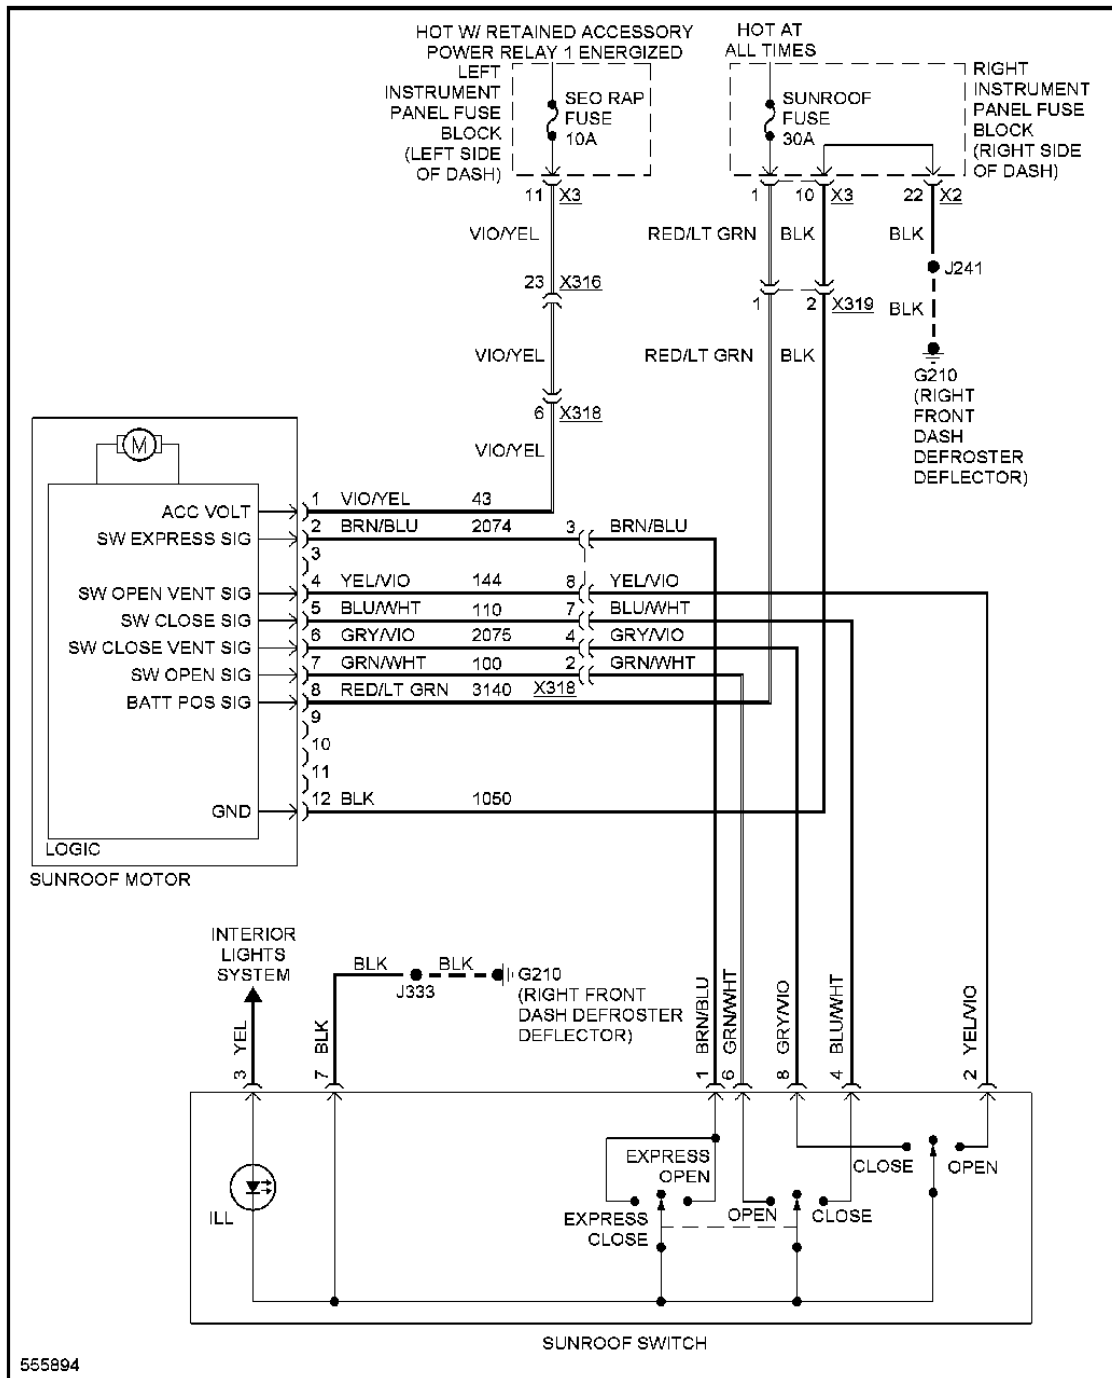 HOT W/ RETAINED ACCESSORY
POWER RELAY 1 ENERGIZED
HOT AT
ALL TIMES
LEFT
INSTRUMENT
PANEL FUSE
BLOCK
(LEFT SIDE
OF DASH)
SEO RAP
FUSE
10A
SUNROOF
FUSE
30A
RIGHT
INSTRUMENT
PANEL FUSE
BLOCK
(RIGHT SIDE
OF DASH)
11 X3
1 10 X3
22 X2
VIO/YEL
RED/LT GRN BLK
BLK
J241
23 X316
1 2 X319
BLK
VIO/YEL
RED/LT GRN BLK
G210
(RIGHT
FRONT
DASH
DEFROSTER
DEFLECTOR)
6 X318
VIO/YEL
M
ACC VOLT 1 VIO/YEL 43
SW EXPRESS SIG 2 BRN/BLU 2074 3 BRN/BLU
3
SW OPEN VENT SIG 4 YEL/VIO 144 8 YEL/VIO
SW CLOSE SIG 5 BLU/WHT 110 7 BLU/WHT
SW CLOSE VENT SIG 6 GRY/VIO 2075 4 GRY/VIO
SW OPEN SIG 7 GRN/WHT 100 2 GRN/WHT
BATT POS SIG 8 RED/LT GRN 3140 X318
9
10
11
GND 12 BLK 1050
LOGIC
SUNROOF MOTOR
INTERIOR
LIGHTS
SYSTEM
BLK BLK
J333
G210
(RIGHT FRONT
DASH DEFROSTER
DEFLECTOR)
3 YEL
7 BLK
1 BRN/BLU
6 GRN/WHT
8 GRY/VIO
4 BLU/WHT
2 YEL/VIO
ILL
EXPRESS
OPEN
EXPRESS
CLOSE
OPEN CLOSE
CLOSE OPEN
SUNROOF SWITCH
555894